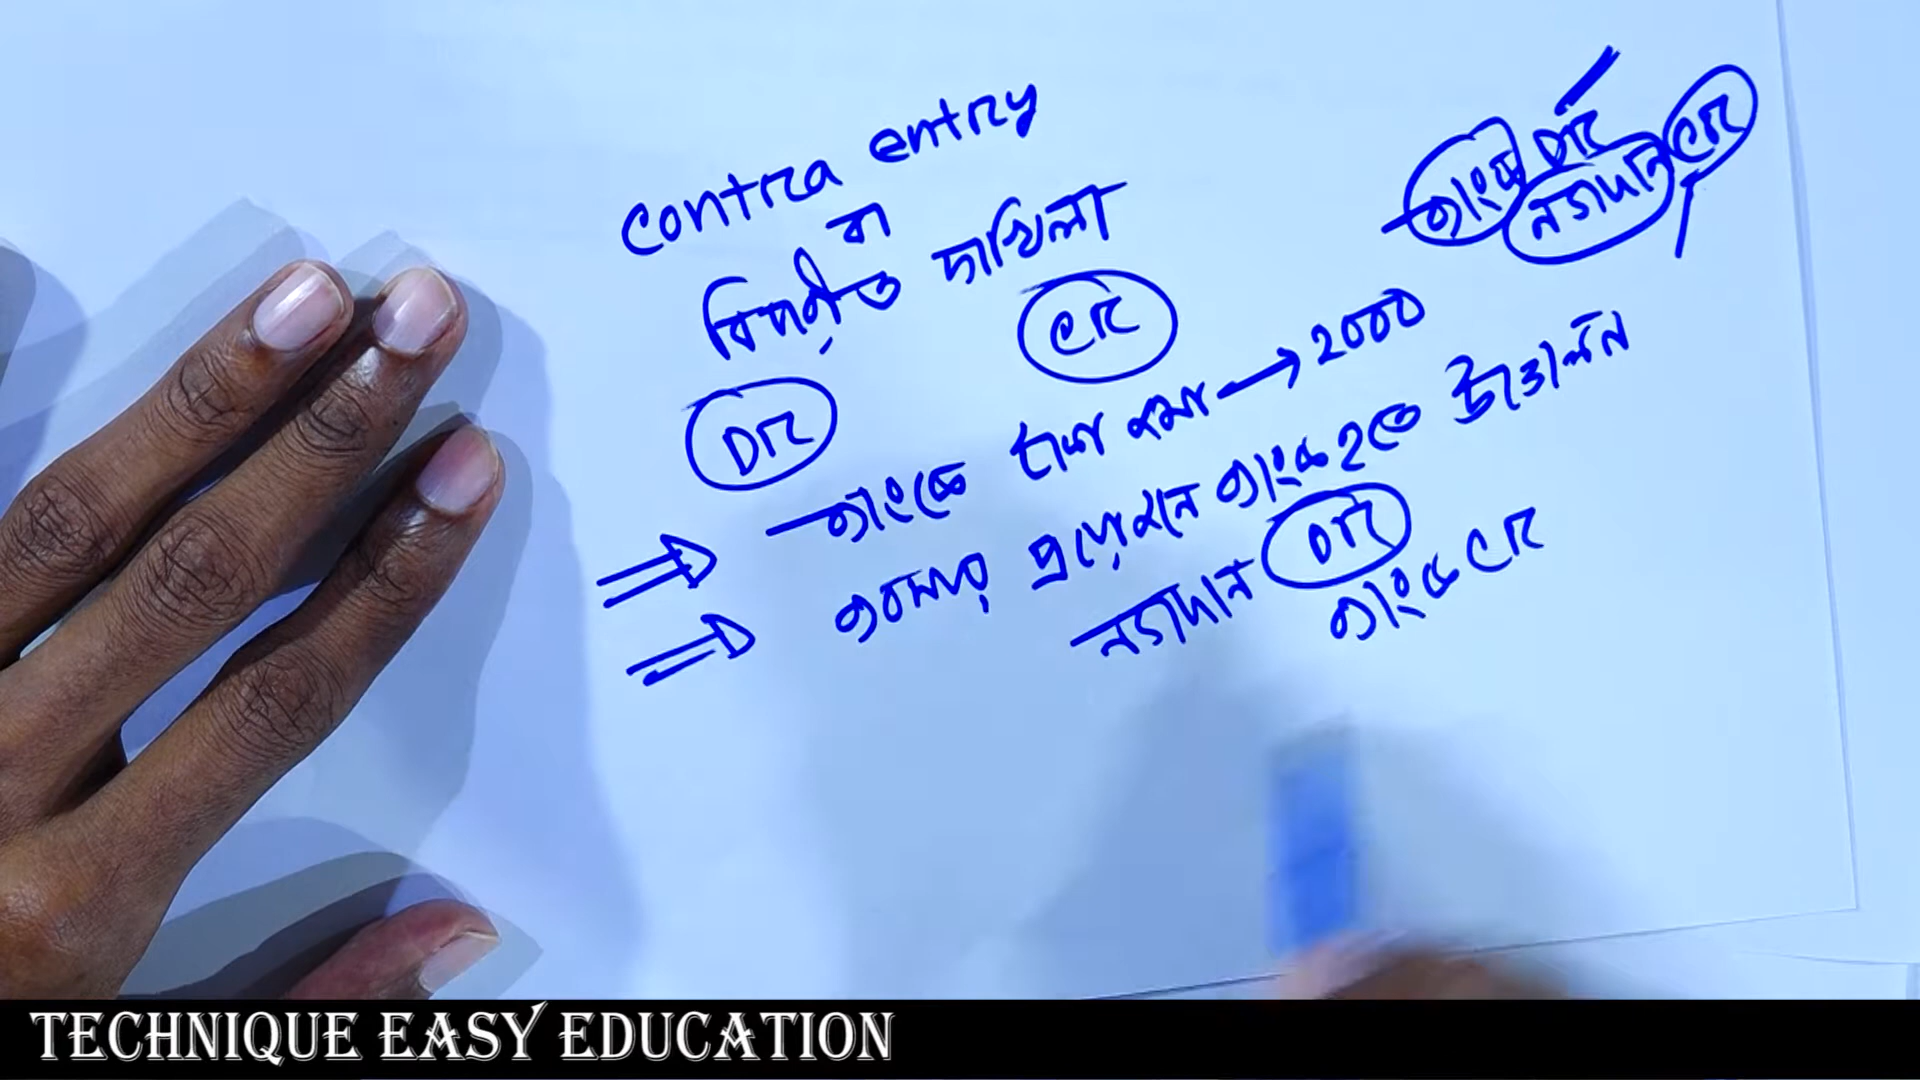 contra entry
বা
বিপরীত দাখিলা
Dr Cr
ব্যাংক Dr
নগদান Cr
⇒ ব্যাংকে টাকা জমা → 2000
⇒ ব্যবসায় প্রয়োজনে ব্যাংক হতে উত্তোলন
নগদান Dr
ব্যাংক Cr
TECHNIQUE EASY EDUCATION